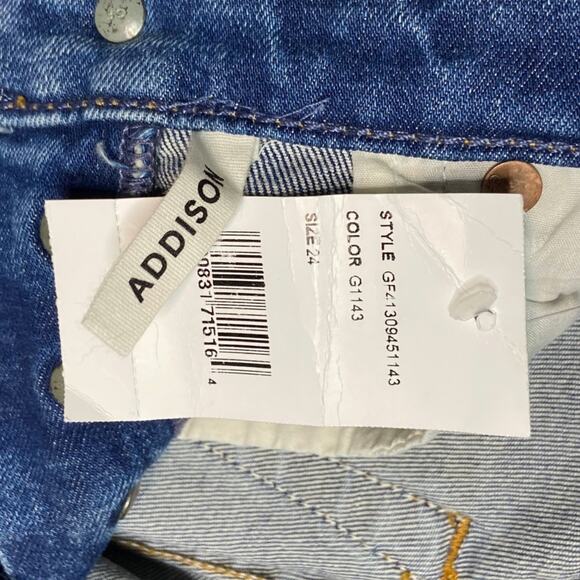 ADDISON
STYLE GF41309451143
COLOR G1143
SIZE 24
0831 71516 4